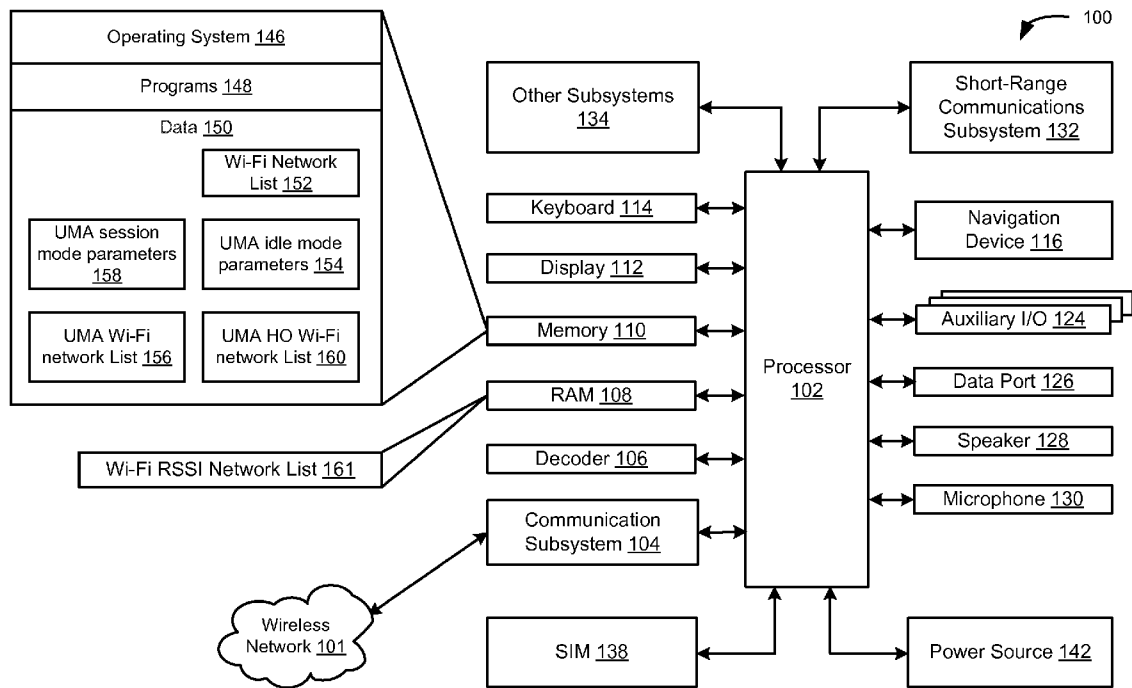 100
Operating System 146
Programs 148
Data 150
Wi-Fi Network
List 152
UMA session
mode parameters
158
UMA idle mode
parameters 154
UMA Wi-Fi
network List 156
UMA HO Wi-Fi
network List 160
Wi-Fi RSSI Network List 161
Wireless
Network 101
Other Subsystems
134
Keyboard 114
Display 112
Memory 110
RAM 108
Decoder 106
Communication
Subsystem 104
SIM 138
Processor
102
Short-Range
Communications
Subsystem 132
Navigation
Device 116
Auxiliary I/O 124
Data Port 126
Speaker 128
Microphone 130
Power Source 142